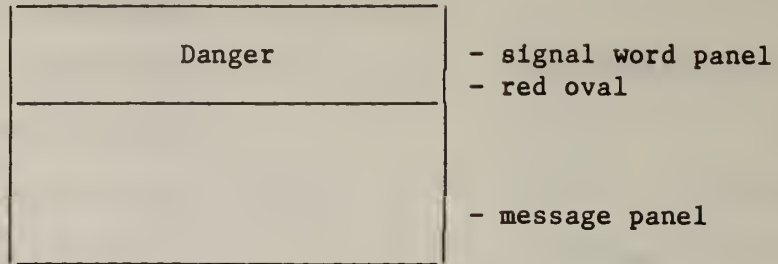 Danger - signal word panel
- red oval
- message panel